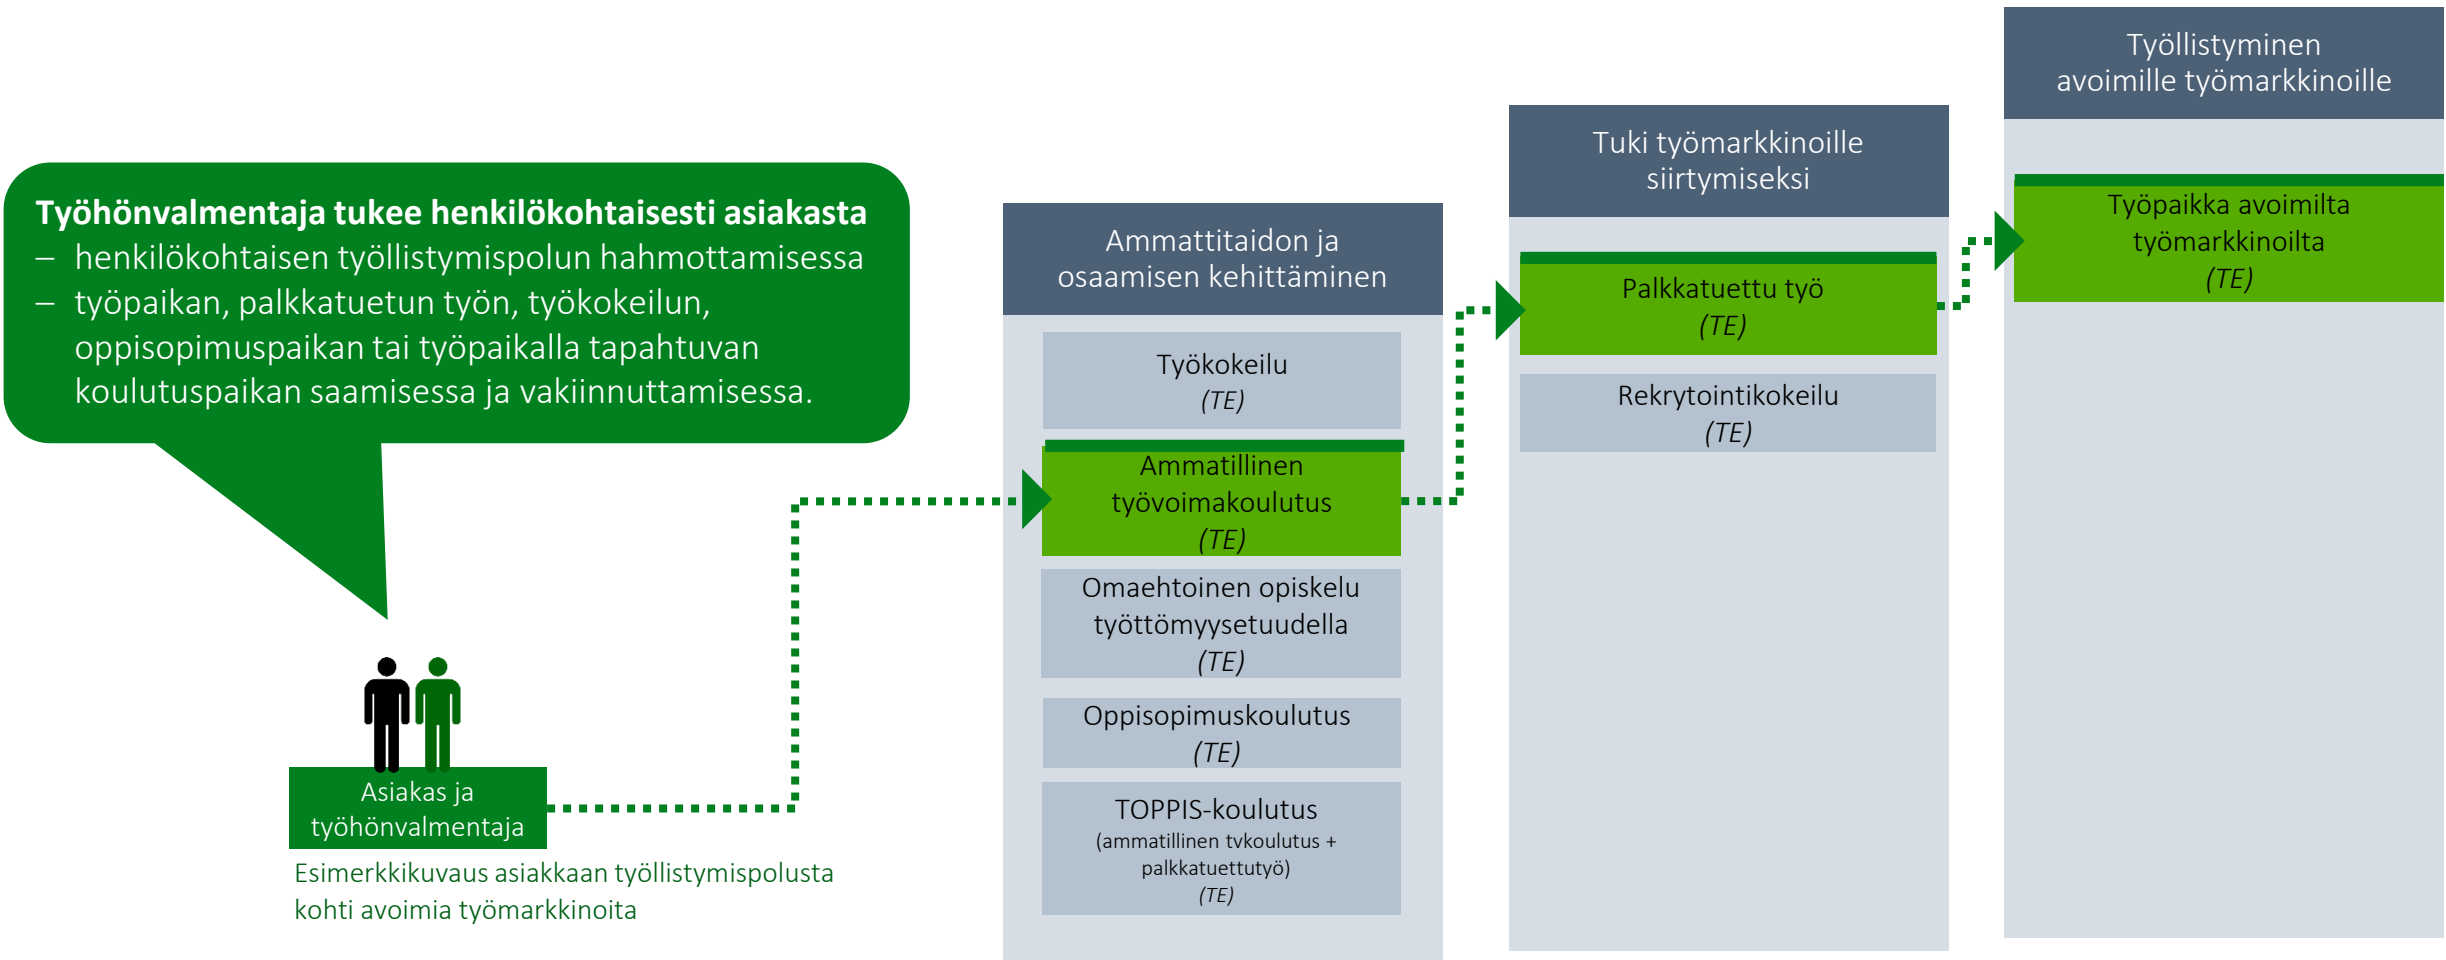 Työhönvalmentaja tukee henkilökohtaisesti asiakasta
– henkilökohtaisen työllistymispolun hahmottamisessa
– työpaikan, palkkatuetun työn, työkokeilun,
oppisopimuspaikan tai työpaikalla tapahtuvan
koulutuspaikan saamisessa ja vakiinnuttamisessa.
Asiakas ja
työhönvalmentaja
Esimerkkikuvaus asiakkaan työllistymispolusta
kohti avoimia työmarkkinoita
Ammattitaidon ja
osaamisen kehittäminen
Työkokeilu
(TE)
Ammatillinen
työvoimakoulutus
(TE)
Omaehtoinen opiskelu
työttömyysetuudella
(TE)
Oppisopimuskoulutus
(TE)
TOPPIS-koulutus
(ammatillinen tvkoulutus +
palkkatuettutyö)
(TE)
Tuki työmarkkinoille
siirtymiseksi
Palkkatuettu työ
(TE)
Rekrytointikokeilu
(TE)
Työllistyminen
avoimille työmarkkinoille
Työpaikka avoimilta
työmarkkinoilta
(TE)